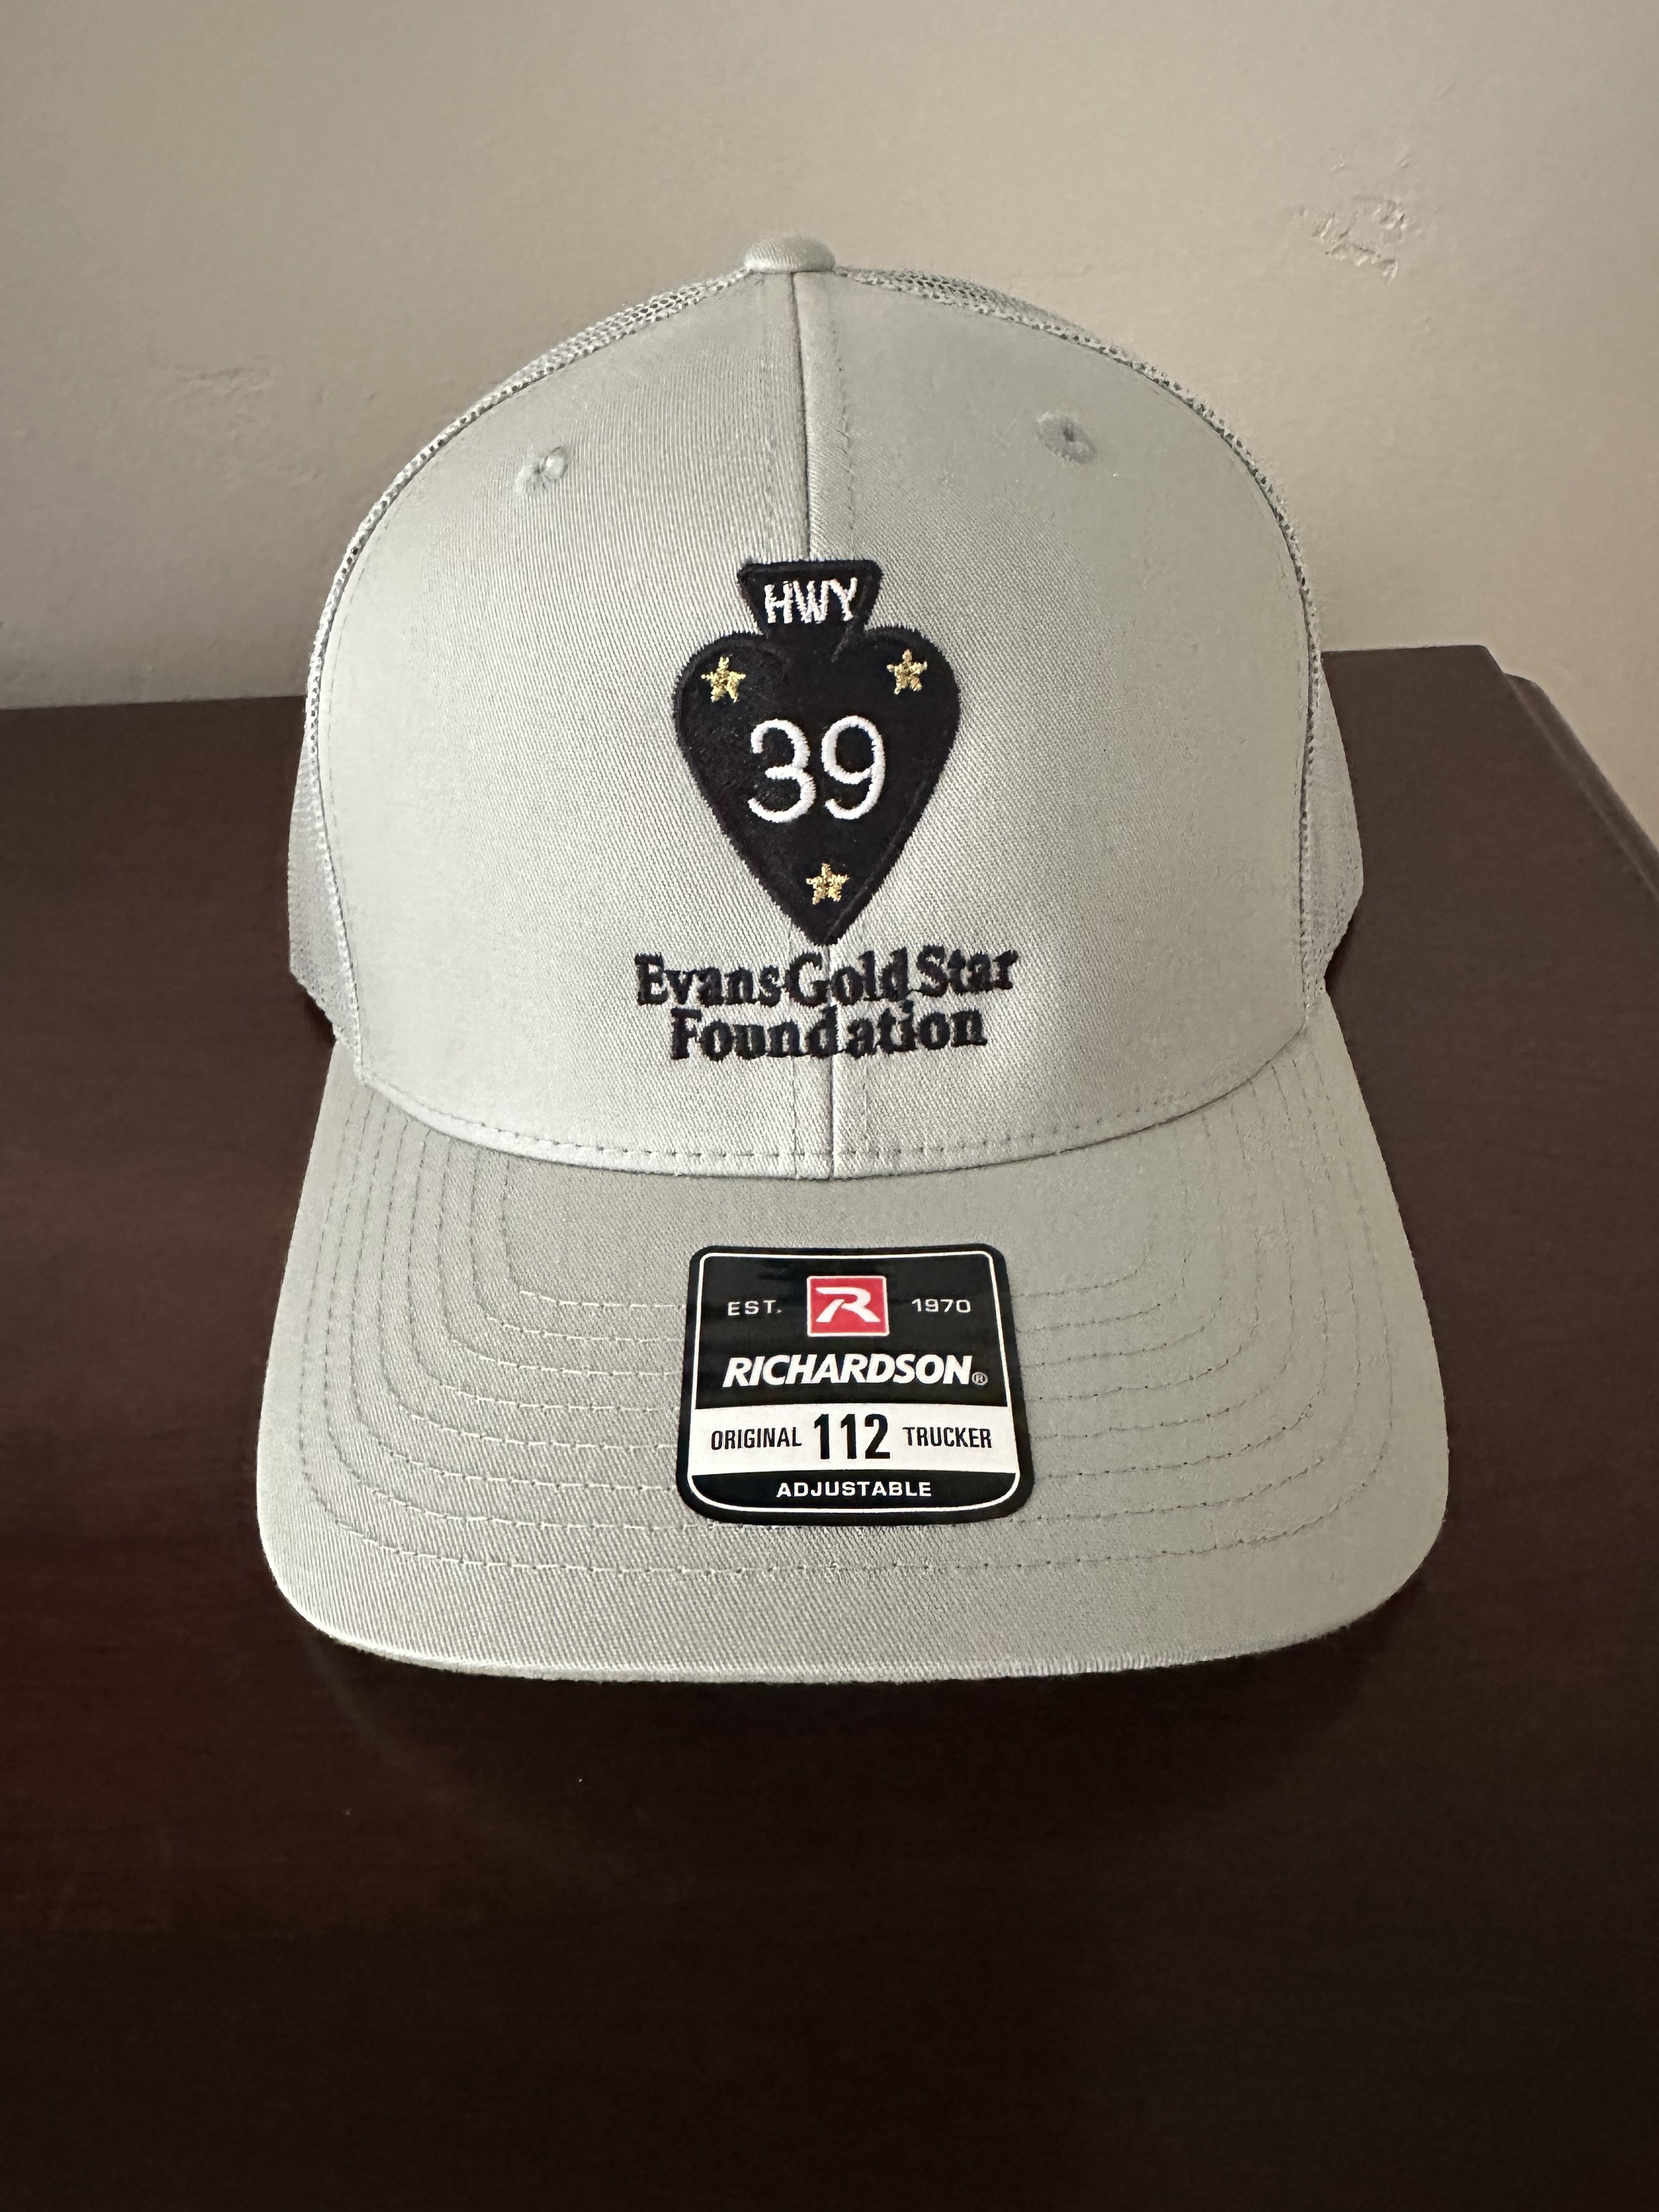 HWY
39
Evans Gold Star
Foundation
EST. R 1970
RICHARDSON®
ORIGINAL 112 TRUCKER
ADJUSTABLE